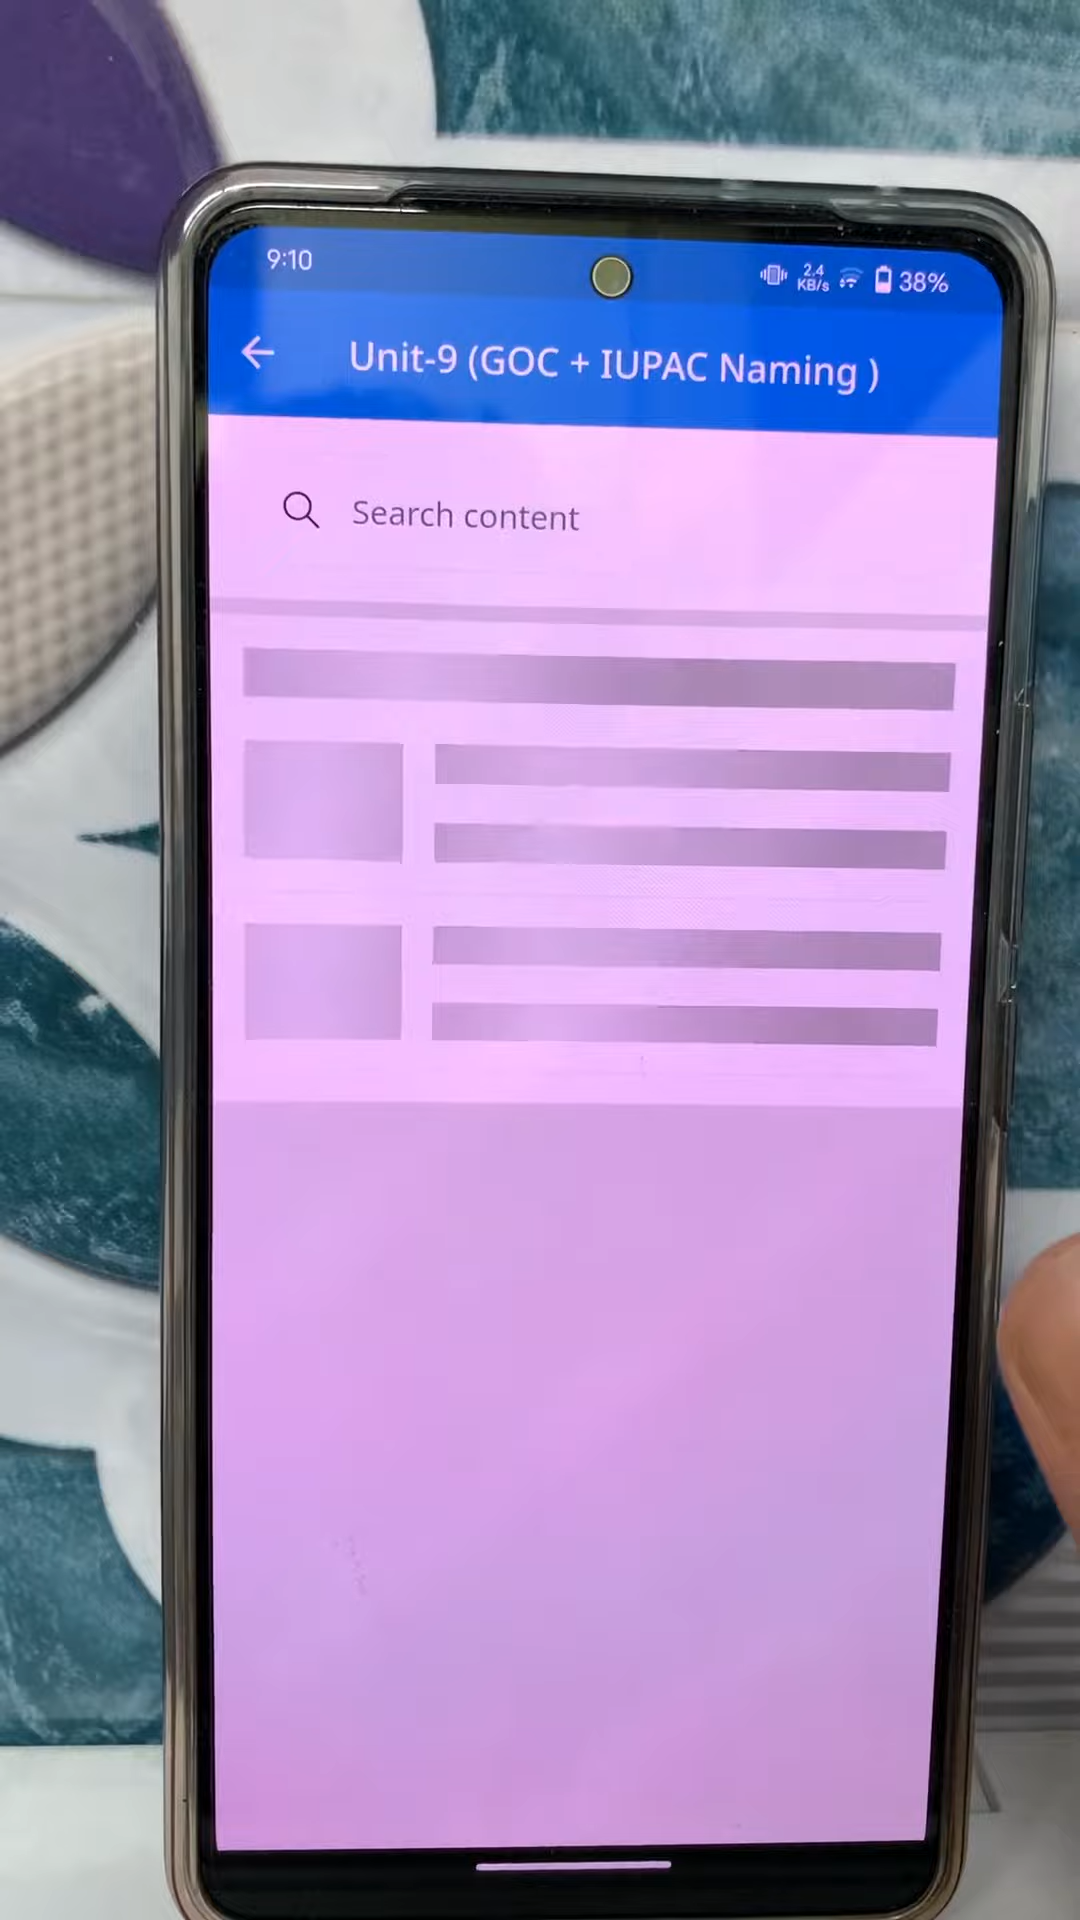 9:10
2.4
KB/s
38%
Unit-9 (GOC + IUPAC Naming )
Search content